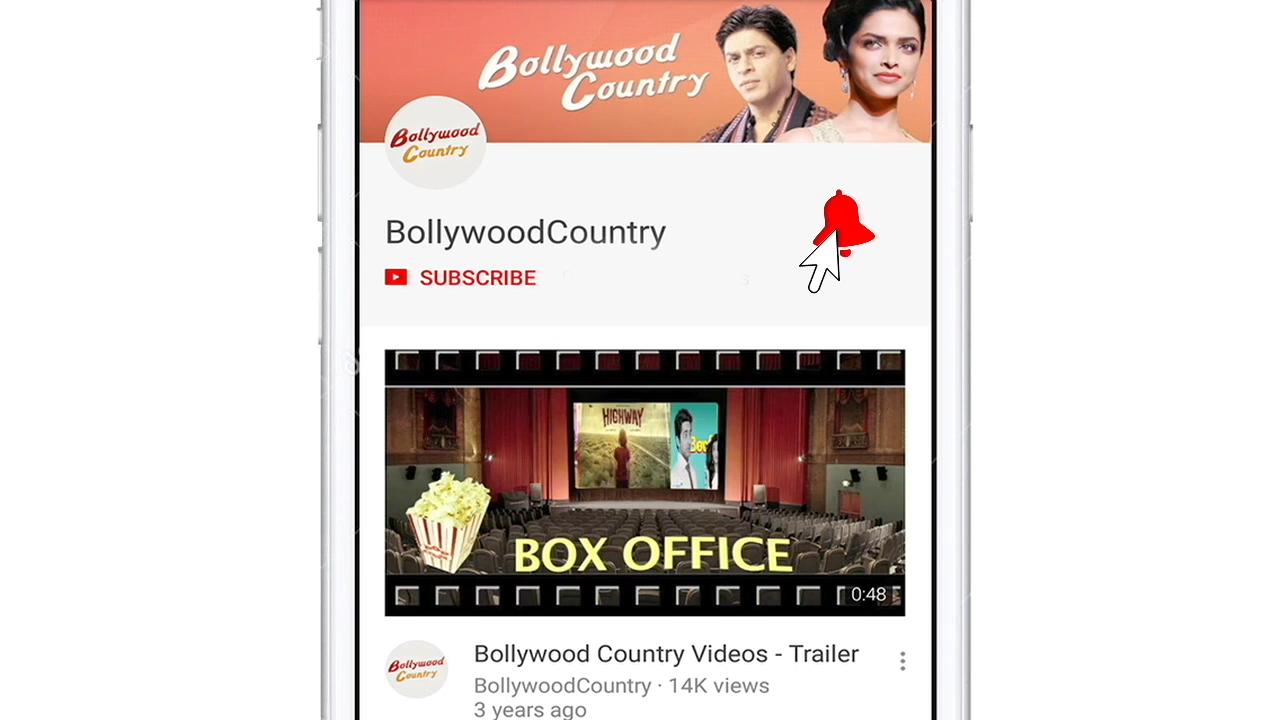 Bollywood
Country
Bollywood
Country
BollywoodCountry
SUBSCRIBE
HIGHWAY
BOX OFFICE
0:48
Bollywood
Country
Bollywood Country Videos - Trailer
BollywoodCountry · 14K views
3 years ago